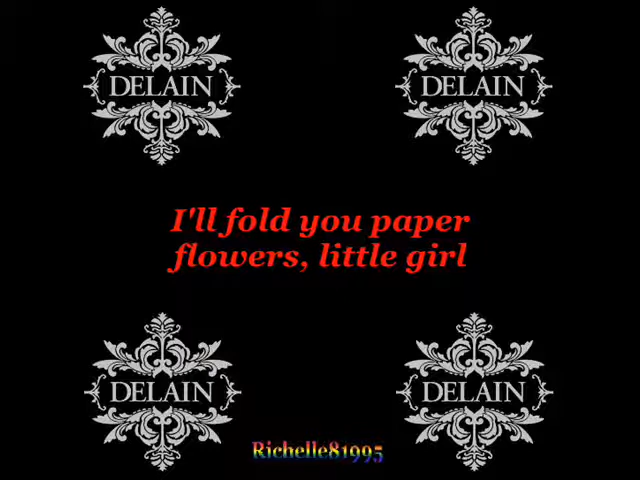 DELAIN DELAIN
I'll fold you paper
flowers, little girl
DELAIN DELAIN
Richelle81995